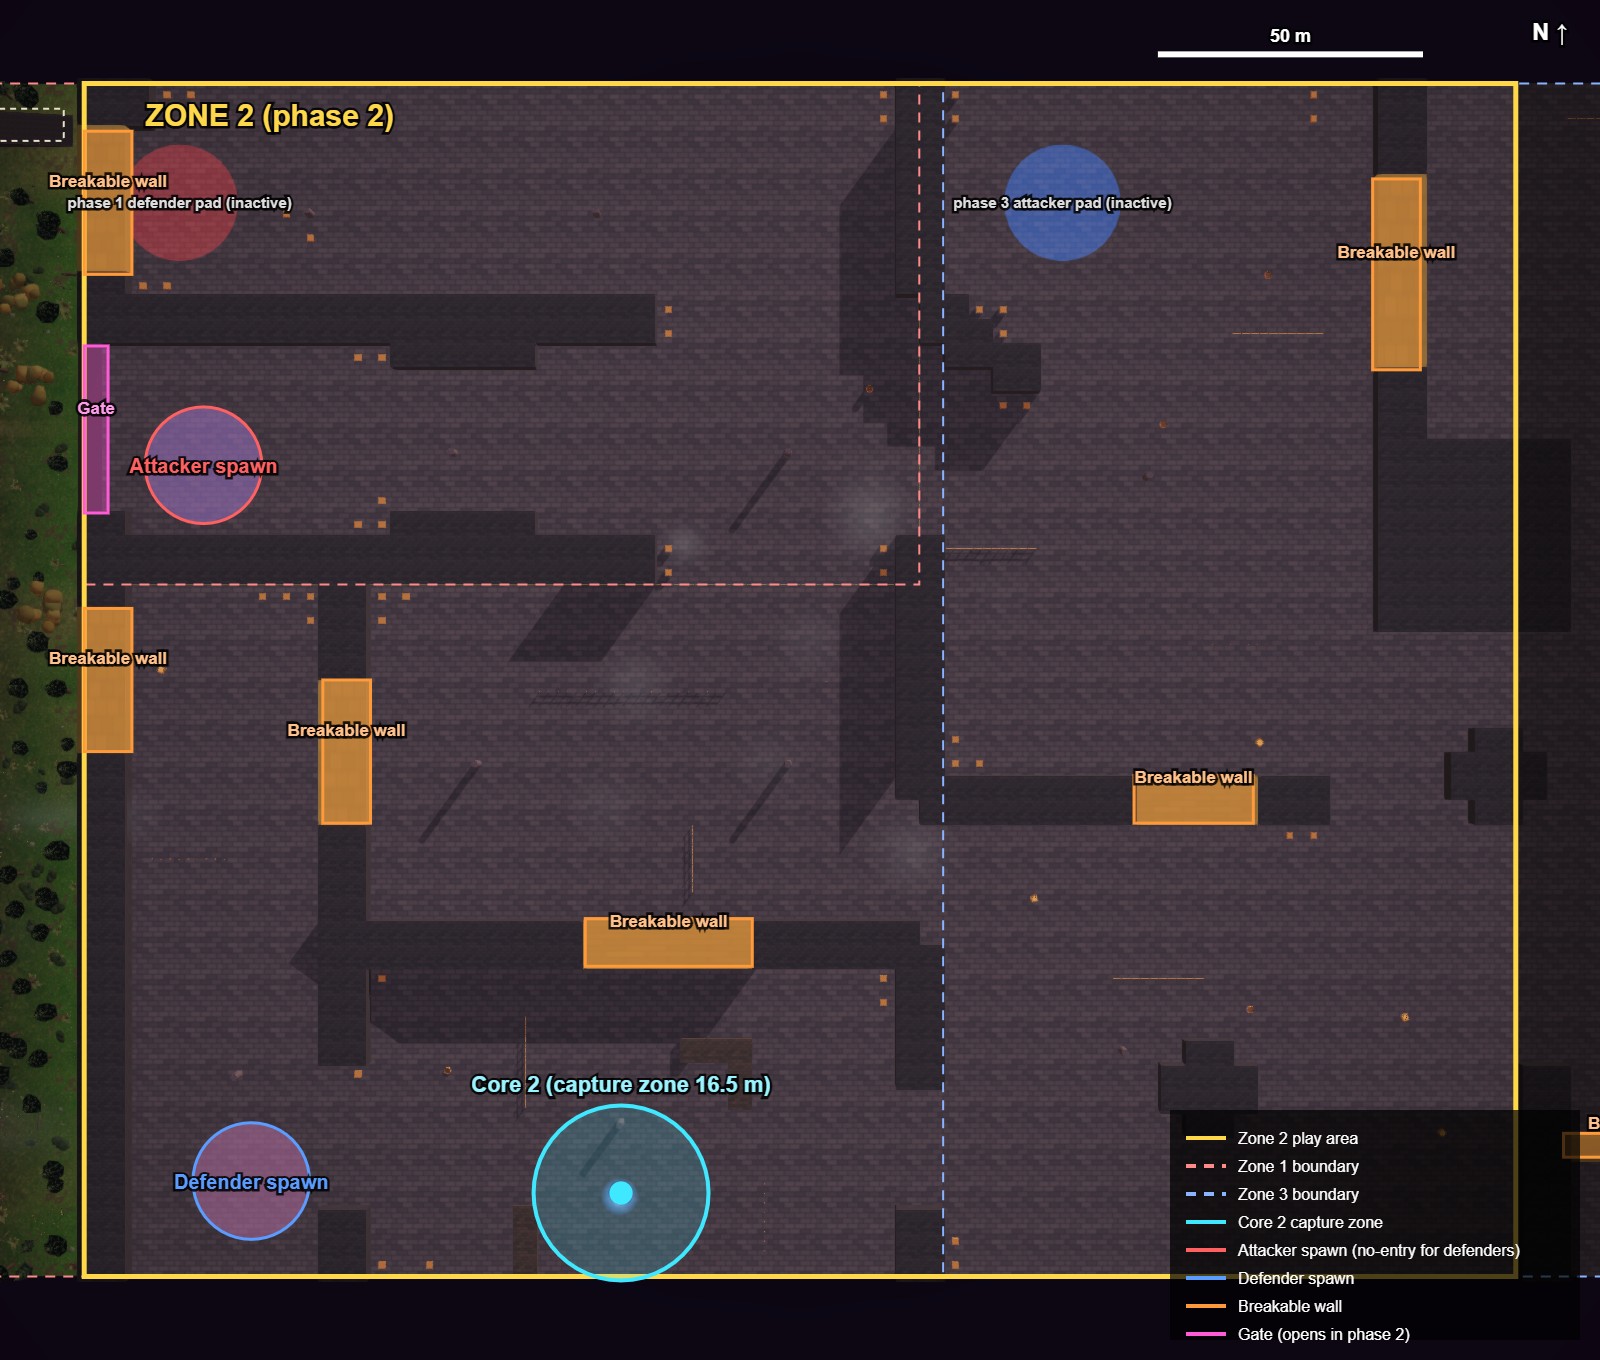 50 m
N ↑
ZONE 2 (phase 2)
Breakable wall
phase 1 defender pad (inactive)
phase 3 attacker pad (inactive)
Breakable wall
Gate
Attacker spawn
Breakable wall
Breakable wall
Breakable wall
Breakable wall
Core 2 (capture zone 16.5 m)
Defender spawn
B
Zone 2 play area
Zone 1 boundary
Zone 3 boundary
Core 2 capture zone
Attacker spawn (no-entry for defenders)
Defender spawn
Breakable wall
Gate (opens in phase 2)